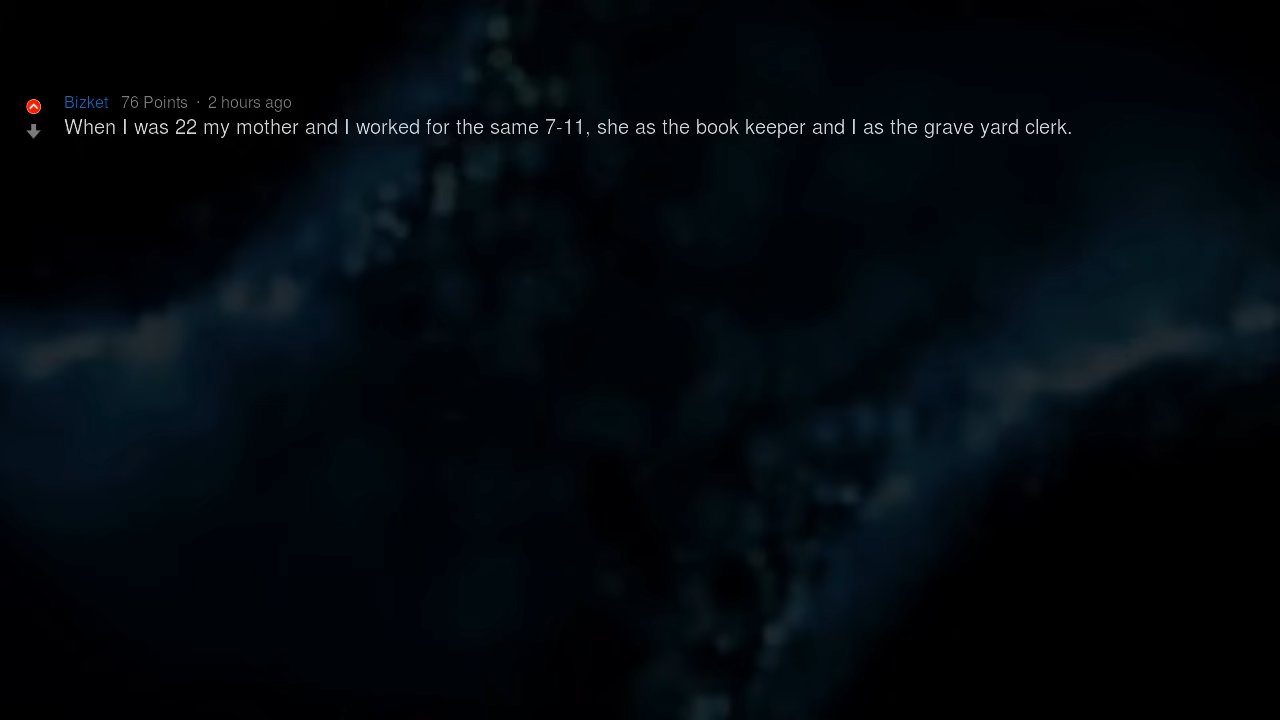 Bizket 76 Points · 2 hours ago
When I was 22 my mother and I worked for the same 7-11, she as the book keeper and I as the grave yard clerk.